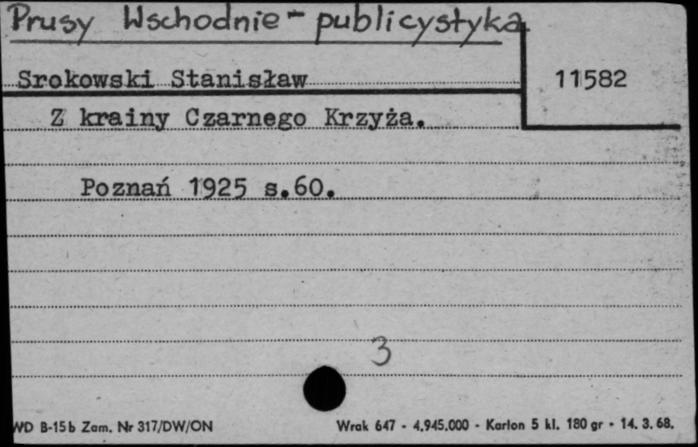 Prusy Wschodnie - publicystyka
Srokowski Stanisław
11582
Z krainy Czarnego Krzyża.
Poznań 1925 s.60.
3
WD B-15b Zam. Nr 317/DW/ON
Wrak 647 - 4.945.000 - Karton 5 kl. 180 gr - 14. 3. 68.